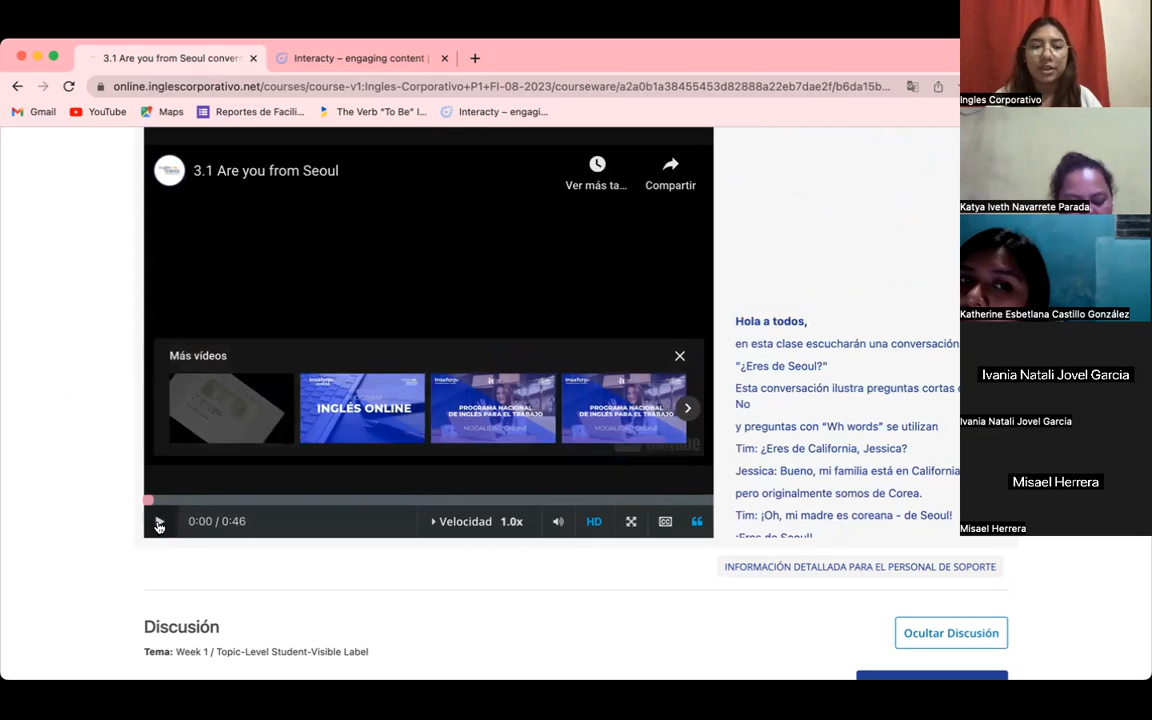 3.1 Are you from Seoul conver
Interacty – engaging content |
online.inglescorporativo.net/courses/course-v1:Ingles-Corporativo+P1+FI-08-2023/courseware/a2a0b1a38455453d82888a22eb7dae2f/b6da15b...
Gmail
YouTube
Maps
Reportes de Facili...
The Verb "To Be" I...
Interacty – engagi...
3.1 Are you from Seoul
Ver más ta...
Compartir
Más vídeos
INGLÉS ONLINE
PROGRAMA NACIONAL
DE INGLÉS PARA EL TRABAJO
MODALIDAD ONLINE
PROGRAMA NACIONAL
DE INGLÉS PARA EL TRABAJO
MODALIDAD ONLINE
0:00 / 0:46
Velocidad 1.0x
HD
Hola a todos,
en esta clase escucharán una conversación
"¿Eres de Seoul?"
Esta conversación ilustra preguntas cortas
No
y preguntas con "Wh words" se utilizan
Tim: ¿Eres de California, Jessica?
Jessica: Bueno, mi familia está en California
pero originalmente somos de Corea.
Tim: ¡Oh, mi madre es coreana - de Seoul!
¿Eres de Seoul!
INFORMACIÓN DETALLADA PARA EL PERSONAL DE SOPORTE
Discusión
Tema: Week 1 / Topic-Level Student-Visible Label
Ocultar Discusión
Ingles Corporativo
Katya Iveth Navarrete Parada
Katherine Esbetlana Castillo González
Ivania Natali Jovel Garcia
Ivania Natali Jovel Garcia
Misael Herrera
Misael Herrera